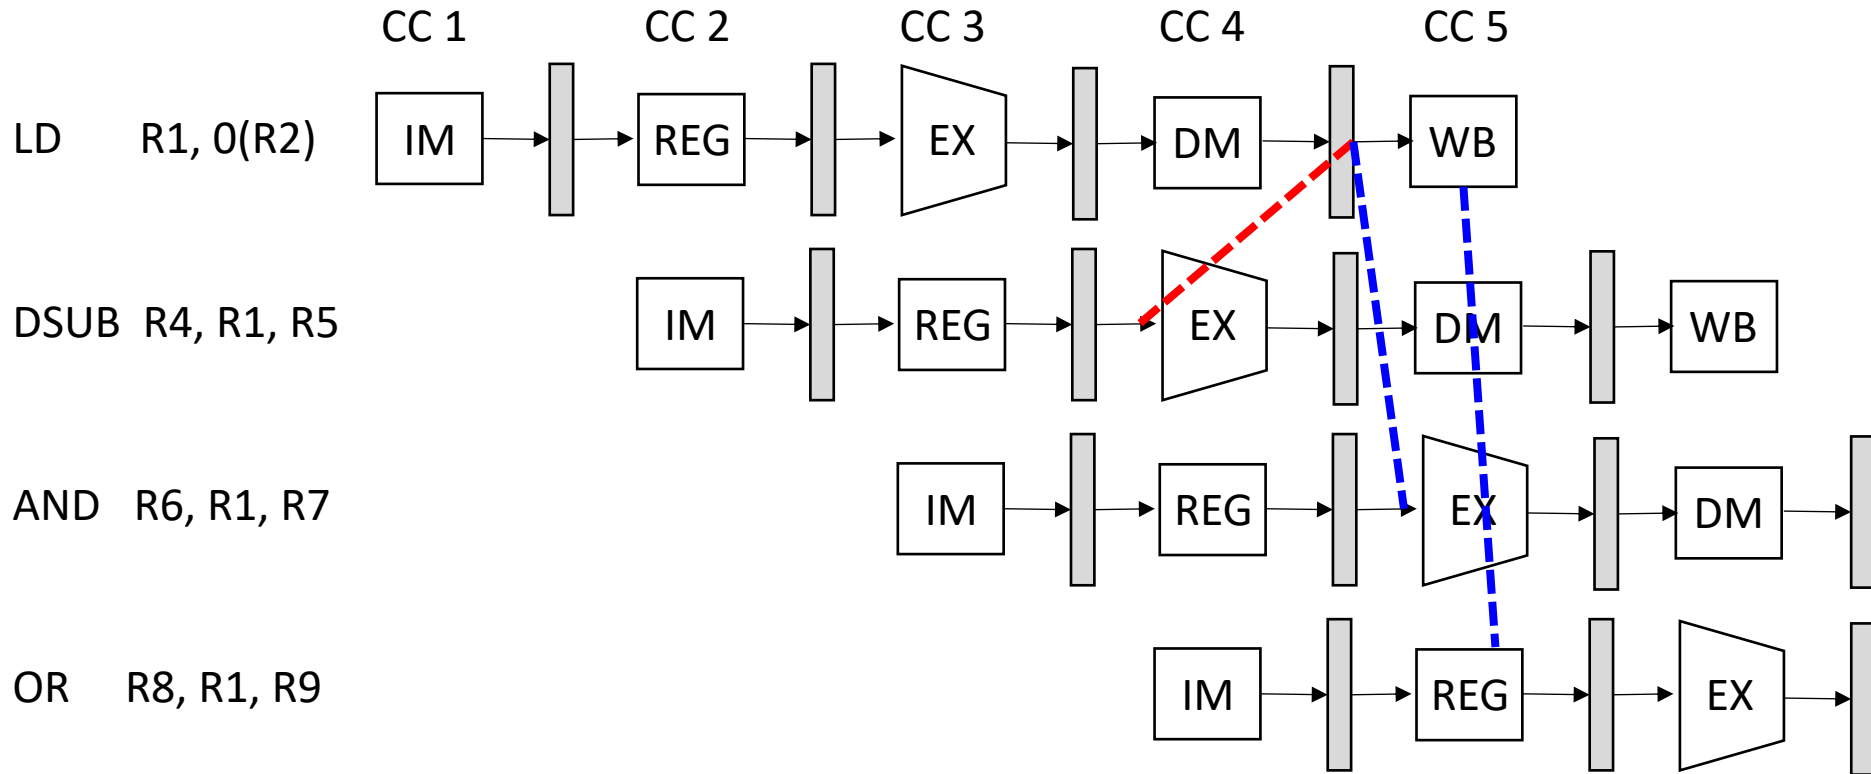 CC 1 CC 2 CC 3 CC 4 CC 5
LD R1, 0(R2) IM REG EX DM WB
DSUB R4, R1, R5 IM REG EX DM WB
AND R6, R1, R7 IM REG EX DM
OR R8, R1, R9 IM REG EX